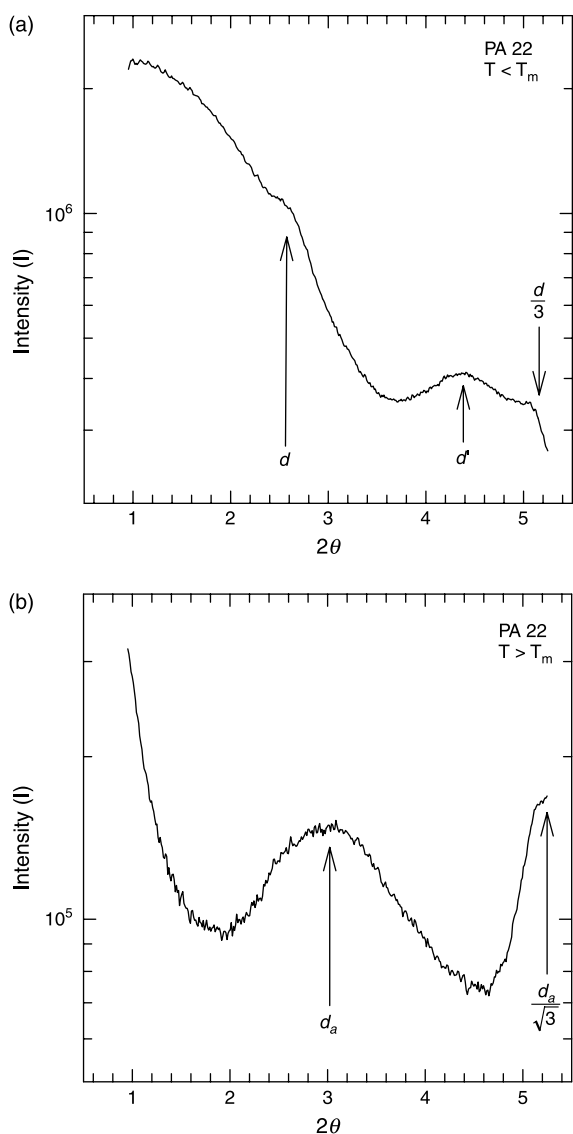 (a)
PA 22
T < Tm
10⁶
Intensity (I)
d
3
d
d'
1 2 3 4 5
2θ
(b)
PA 22
T > Tm
Intensity (I)
10⁵
da
da
√3
1 2 3 4 5
2θ